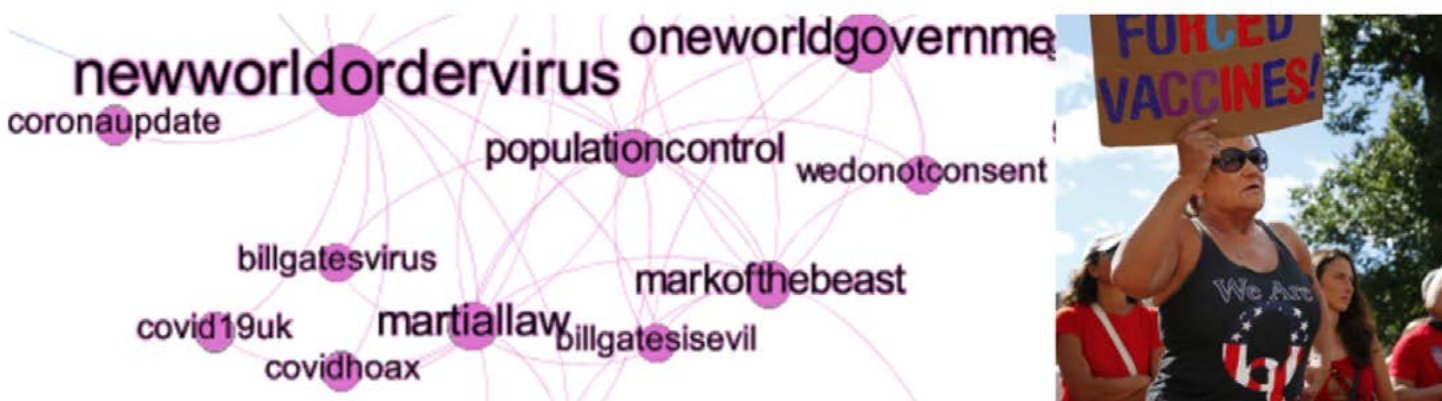 newworldordervirus
oneworldgovernme
coronaupdate
populationcontrol
wedonotconsent
billgatesvirus
markofthebeast
covid19uk
martiallaw
billgatesisevil
covidhoax
FORCED
VACCINES!
We Are